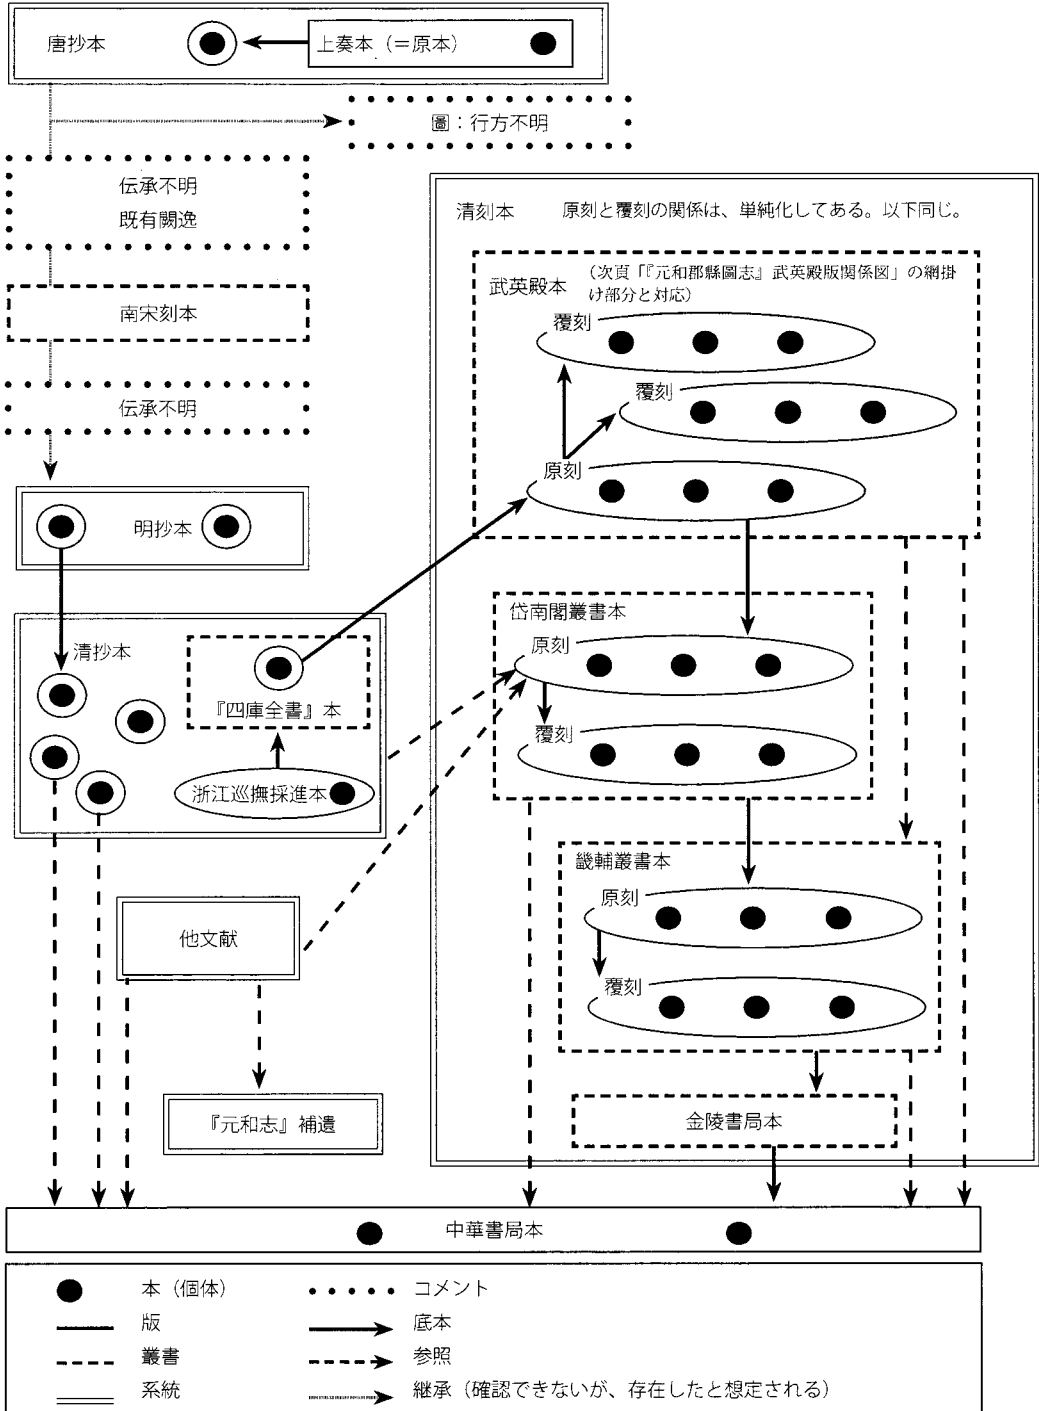 唐抄本
上奏本（＝原本）
圖：行方不明
伝承不明
既有闕逸
南宋刻本
伝承不明
明抄本
清抄本
『四庫全書』本
浙江巡撫採進本
他文献
『元和志』補遺
清刻本　原刻と覆刻の関係は、単純化してある。以下同じ。
武英殿本
（次頁「『元和郡縣圖志』武英殿版関係図」の網掛
け部分と対応）
覆刻
覆刻
原刻
岱南閣叢書本
原刻
覆刻
畿輔叢書本
原刻
覆刻
金陵書局本
中華書局本
本（個体）
コメント
版
底本
叢書
参照
系統
継承（確認できないが、存在したと想定される）